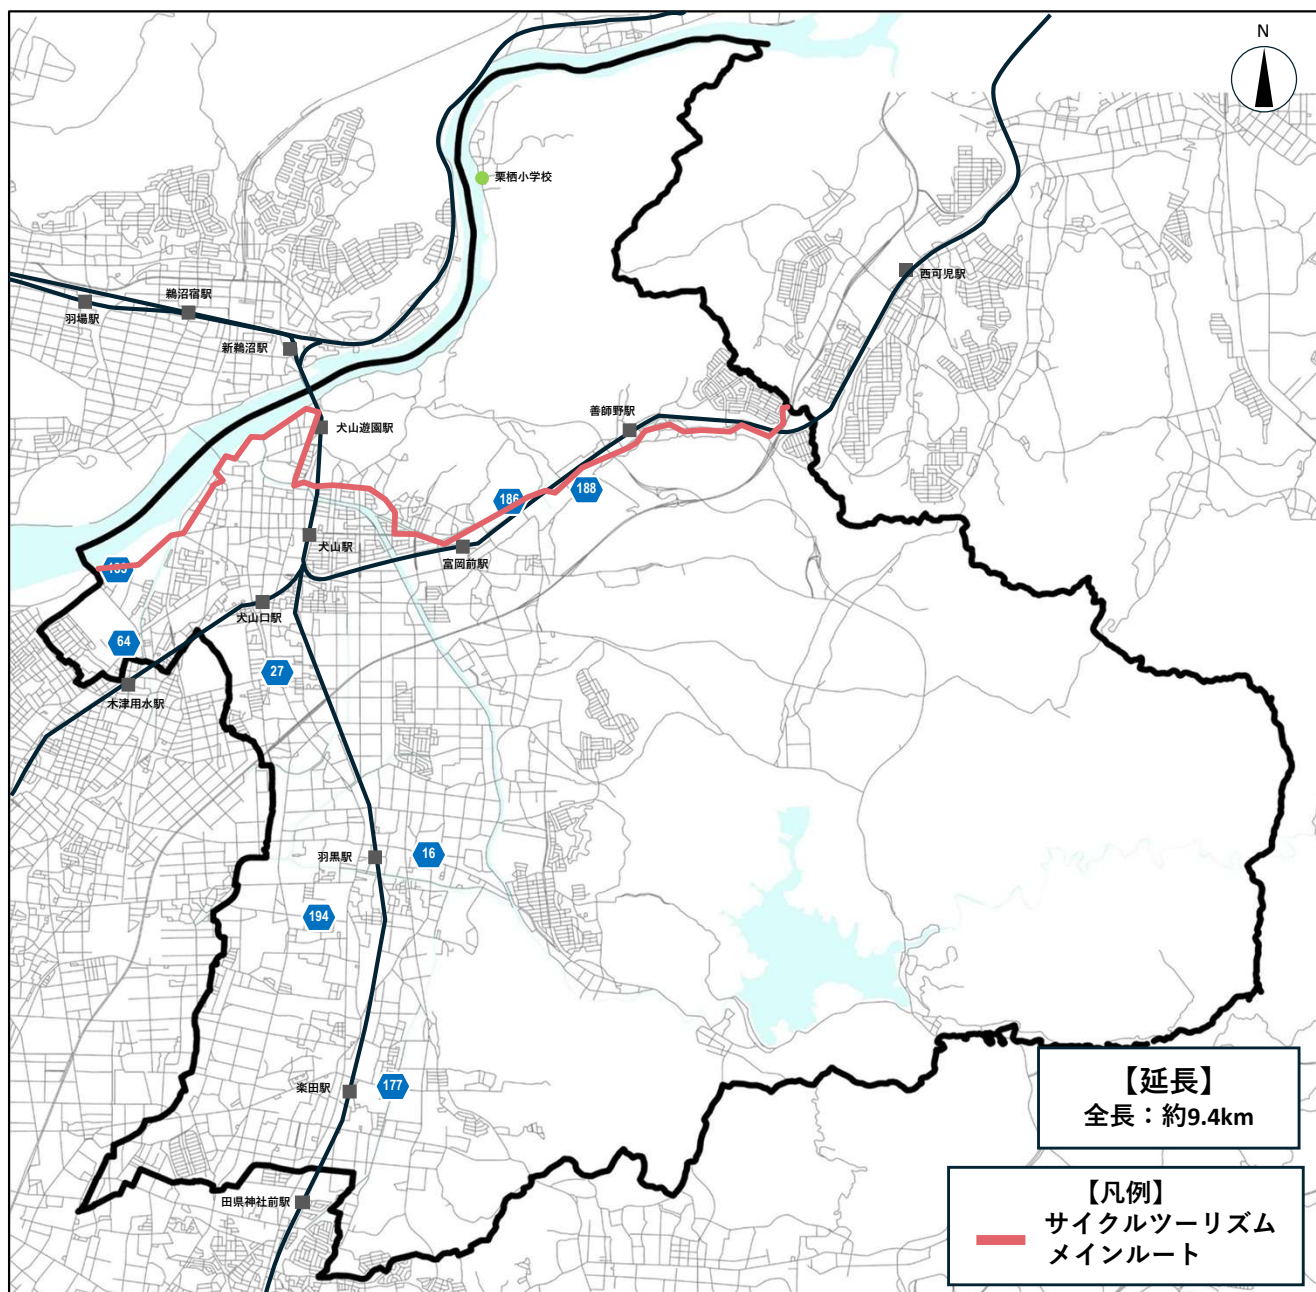 N
栗栖小学校
西可児駅
鵜沼宿駅
羽場駅
新鵜沼駅
善師野駅
犬山遊園駅
188
186
犬山駅
富岡前駅
犬山口駅
64
27
木津用水駅
羽黒駅
16
194
楽田駅
177
田県神社前駅
【延長】
全長：約9.4km
【凡例】
サイクルツーリズム
メインルート